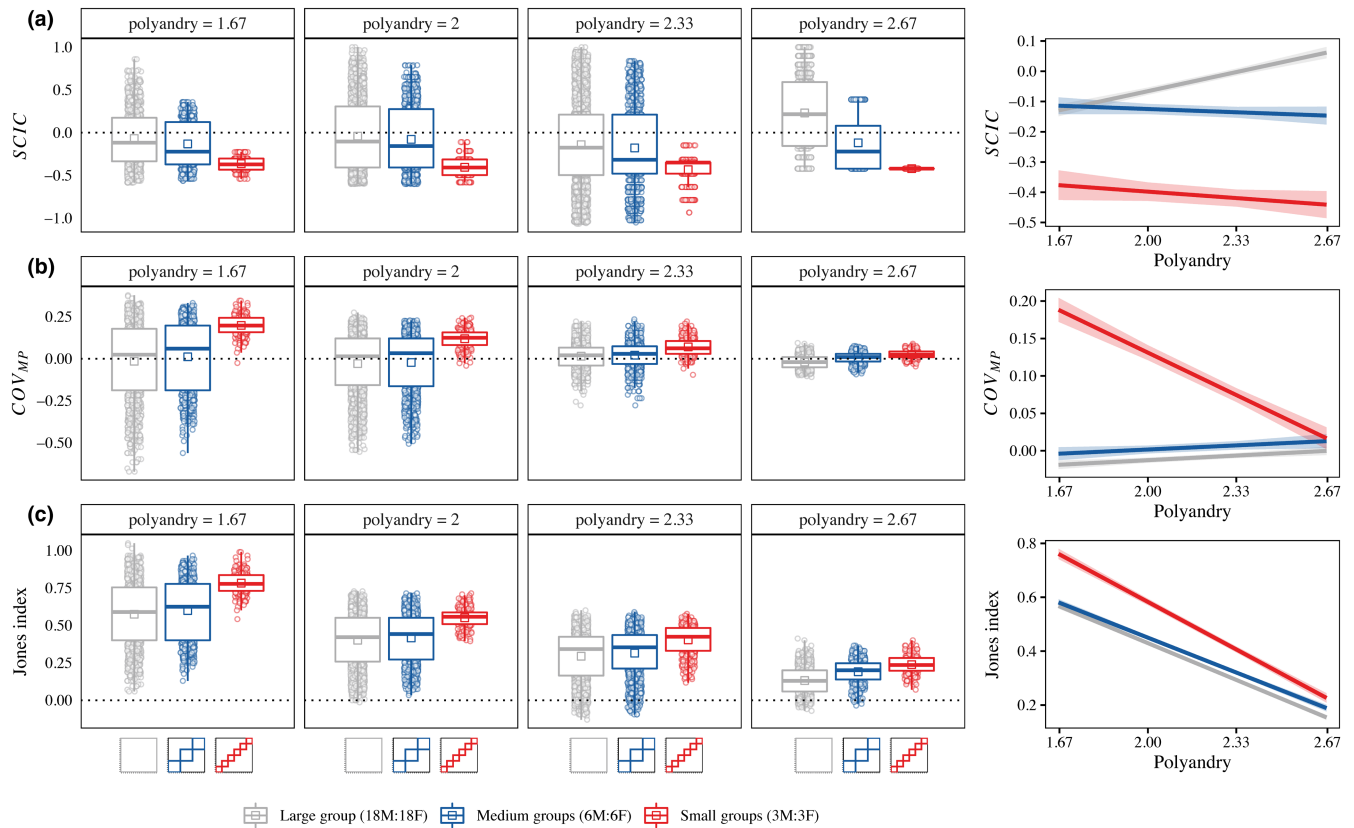 (a)
polyandry = 1.67
polyandry = 2
polyandry = 2.33
polyandry = 2.67
SCIC
1.0
0.5
0.0
−0.5
−1.0
SCIC
0.1
0.0
−0.1
−0.2
−0.3
−0.4
−0.5
1.67 2.00 2.33 2.67
Polyandry
(b)
polyandry = 1.67
polyandry = 2
polyandry = 2.33
polyandry = 2.67
COV_MP
0.25
0.00
−0.25
−0.50
COV_MP
0.20
0.15
0.10
0.05
0.00
1.67 2.00 2.33 2.67
Polyandry
(c)
polyandry = 1.67
polyandry = 2
polyandry = 2.33
polyandry = 2.67
Jones index
1.00
0.75
0.50
0.25
0.00
Jones index
0.8
0.6
0.4
0.2
1.67 2.00 2.33 2.67
Polyandry
Large group (18M:18F)
Medium groups (6M:6F)
Small groups (3M:3F)